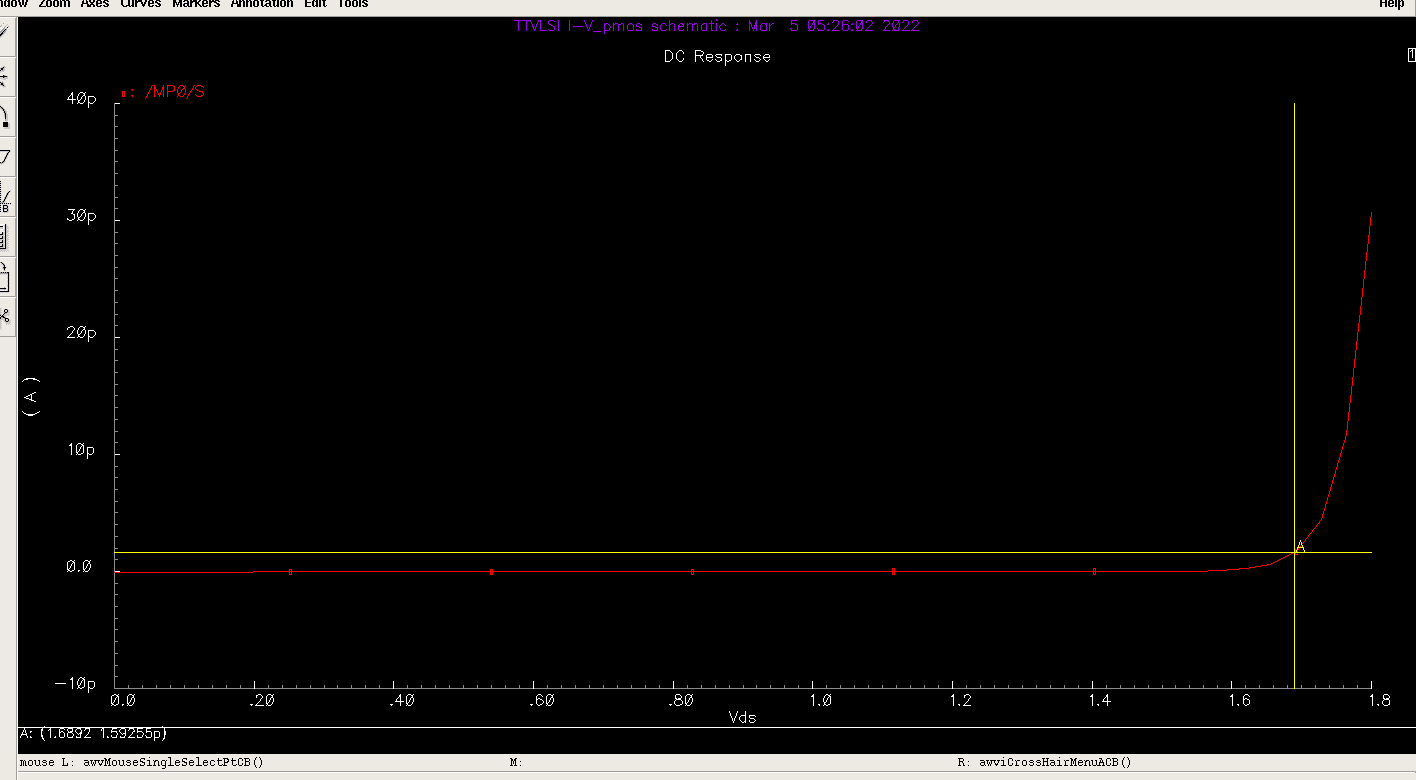 Zoom Axes Curves Markers Annotation Edit Tools Help
TTVLSI I-V_pmos schematic : Mar 5 05:26:02 2022
DC Response
: /MP0/S
40p
30p
20p
10p
0.0
-10p
( A )
A
0.0 .20 .40 .60 .80 1.0 1.2 1.4 1.6 1.8
Vds
A: (1.6892 1.59255p)
mouse L: awvMouseSingleSelectPtCB() M: R: awviCrossHairMenuACB()